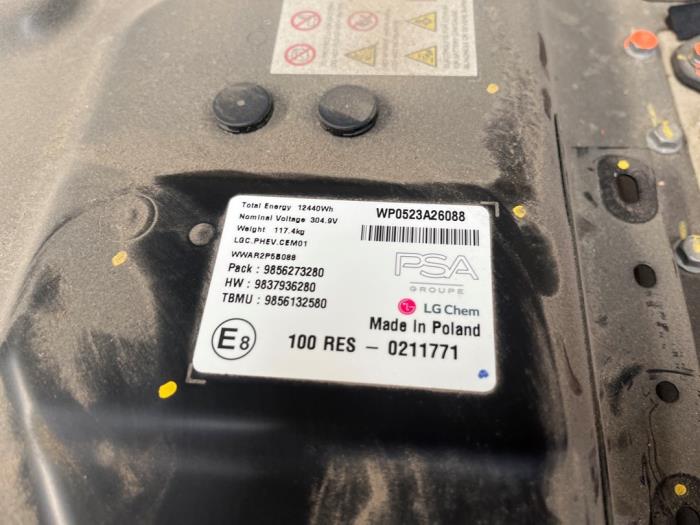 Total Energy 12440Wh
Nominal Voltage 304.9V
Weight 117.4kg
LGC.PHEV.CEM01
WWAR2P5B088
Pack : 9856273280
HW : 9837936280
TBMU : 9856132580
WP0523A26088
PSA
GROUPE
LG Chem
Made in Poland
E8
100 RES - 0211771